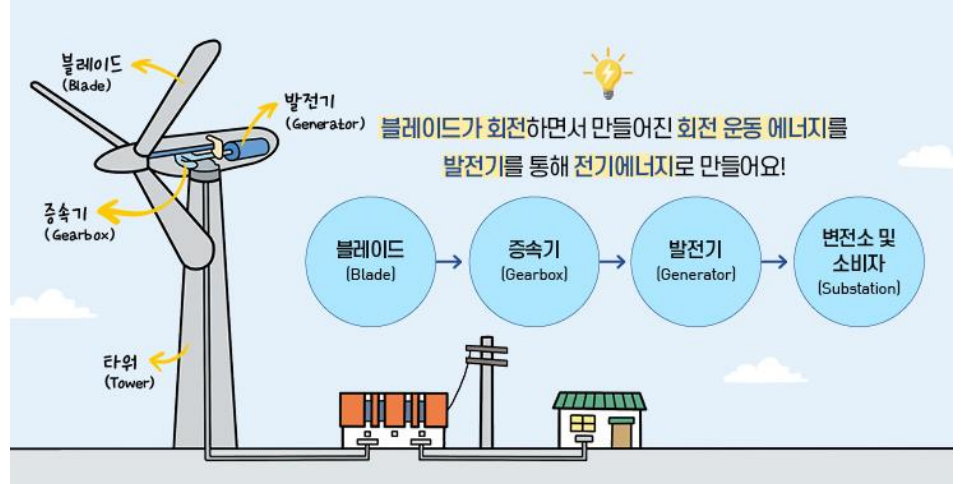 블레이드
(Blade)
발전기
(Generator)
증속기
(Gearbox)
타워
(Tower)
블레이드가 회전하면서 만들어진 회전 운동 에너지를
발전기를 통해 전기에너지로 만들어요!
블레이드
(Blade)
증속기
(Gearbox)
발전기
(Generator)
변전소 및
소비자
(Substation)